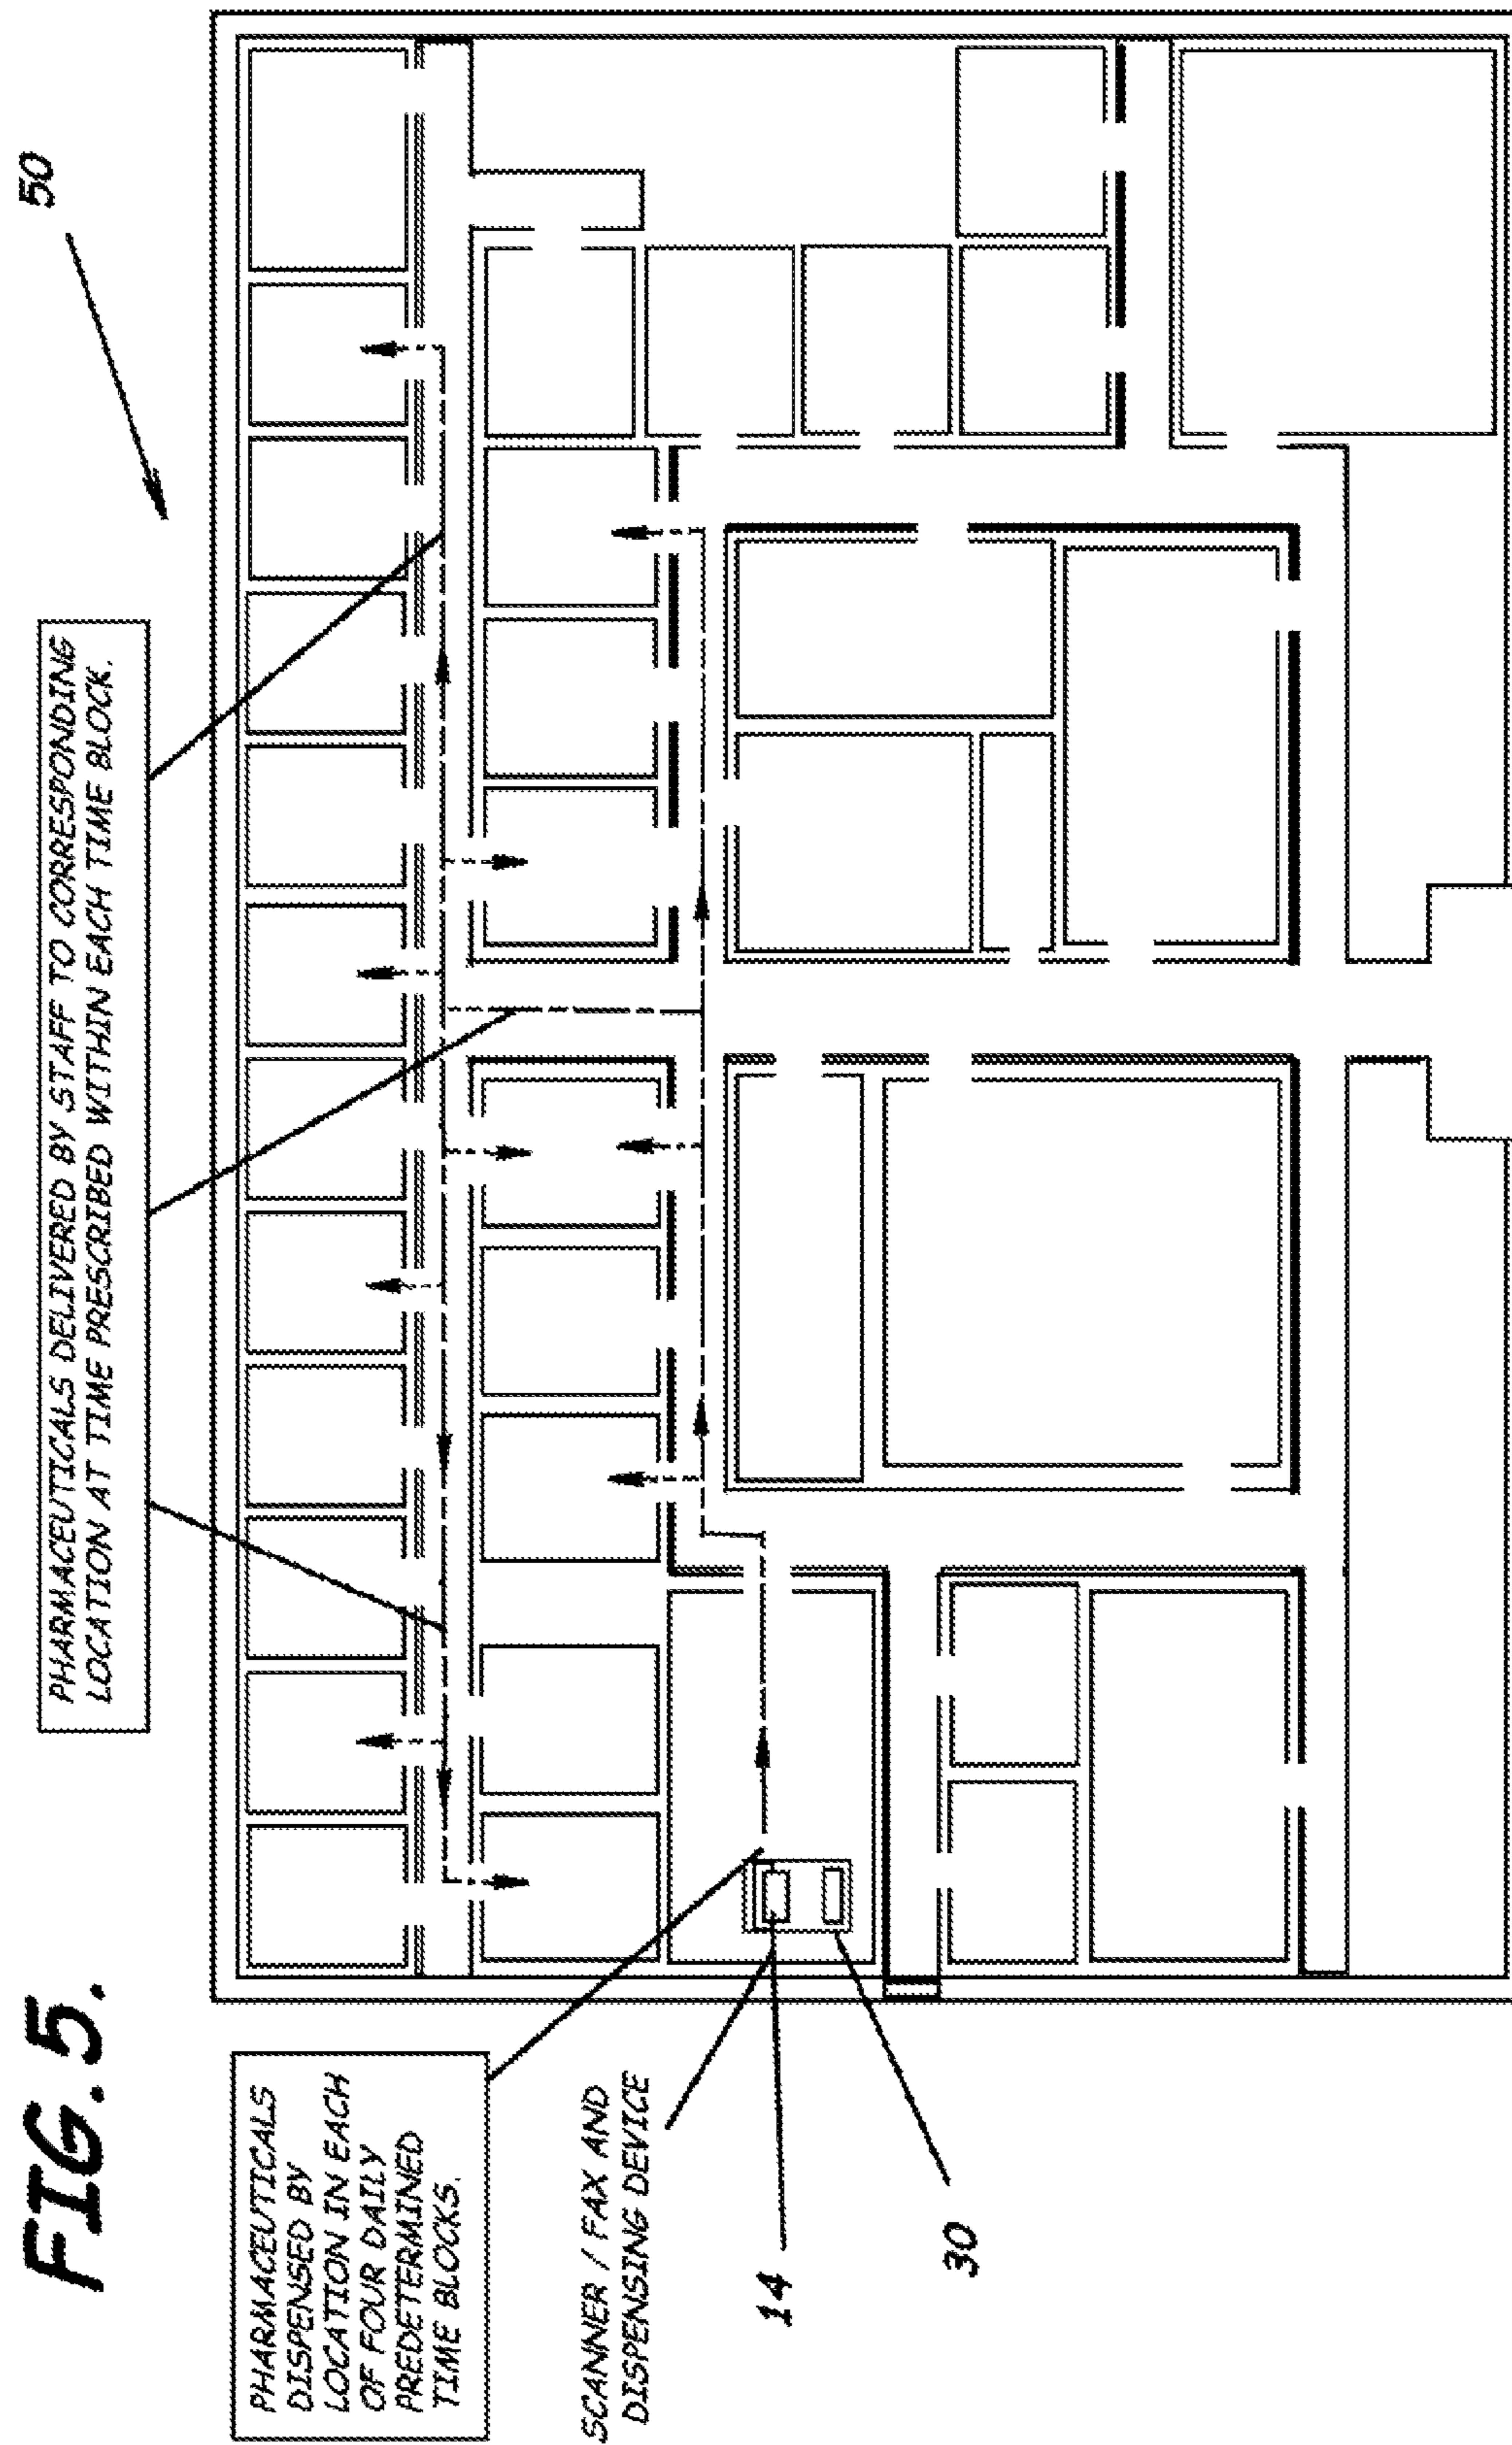 FIG. 5.
50
PHARMACEUTICALS DELIVERED BY STAFF TO CORRESPONDING
LOCATION AT TIME PRESCRIBED WITHIN EACH TIME BLOCK.
PHARMACEUTICALS
DISPENSED BY
LOCATION IN EACH
OF FOUR DAILY
PREDETERMINED
TIME BLOCKS.
SCANNER / FAX AND
DISPENSING DEVICE
14
30